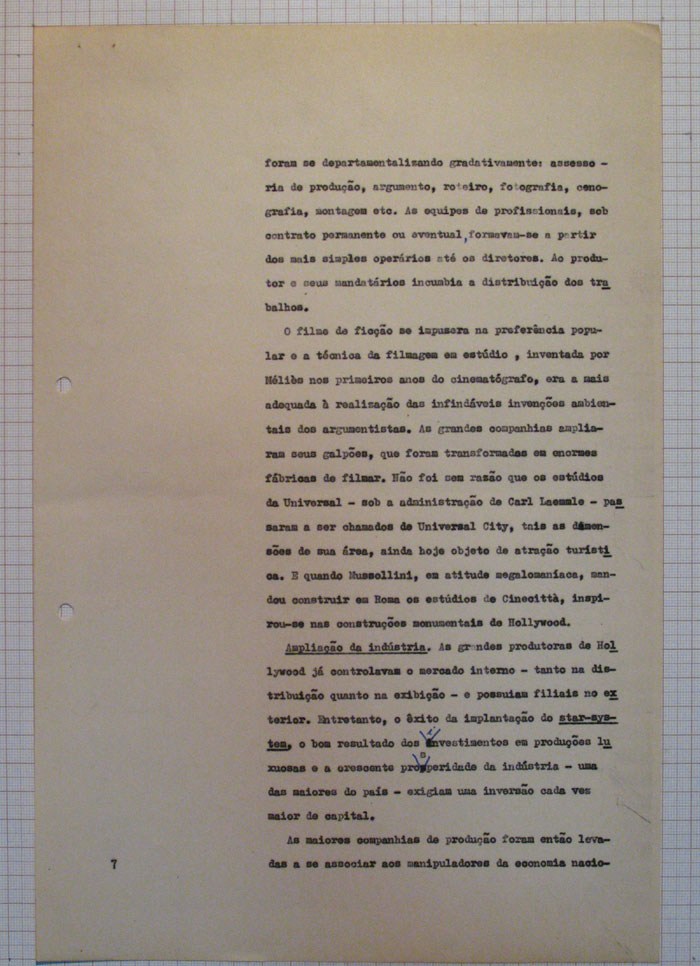 foram se departamentalizando gradativamente: assesso -
ria de produção, argumento, roteiro, fotografia, ceno-
grafia, montagem etc. As equipes de profissionais, sob
contrato permanente ou eventual, formavam-se a partir
dos mais simples operários até os diretores. Ao produ-
tor e seus mandatários incumbia a distribuição dos tra
balhos.
O filme de ficção se impusera na preferência popu-
lar e a técnica da filmagem em estúdio , inventada por
Méliès nos primeiros anos do cinematógrafo, era a mais
adequada à realização das infindáveis invenções ambien-
tais dos argumentistas. As grandes companhias amplia-
ram seus galpões, que foram transformadas em enormes
fábricas de filmar. Não foi sem razão que os estúdios
da Universal - sob a administração de Carl Laemmle - pas
saram a ser chamados de Universal City, tais as dimen-
sões de sua área, ainda hoje objeto de atração turísti
ca. E quando Mussollini, em atitude megalomaníaca, man-
dou construir em Roma os estúdios de Cinecittà, inspi-
rou-se nas construções monumentais de Hollywood.
Ampliação da indústria. As grandes produtoras de Hol
lywood já controlavam o mercado interno - tanto na dis-
tribuição quanto na exibição - e possuiam filiais no ex
terior. Entretanto, o êxito da implantação do star-sys-
tem, o bom resultado dos investimentos em produções lu
xuosas e a crescente prosperidade da indústria - uma
das maiores do país - exigiam uma inversão cada vez
maior de capital.
As maiores companhias de produção foram então leva-
das a se associar aos manipuladores da economia nacio-
7